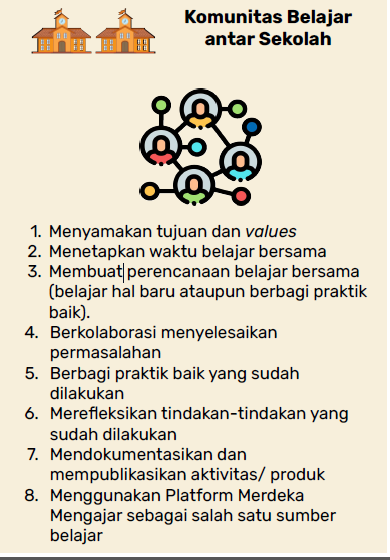 Komunitas Belajar
antar Sekolah
1. Menyamakan tujuan dan values
2. Menetapkan waktu belajar bersama
3. Membuat perencanaan belajar bersama
(belajar hal baru ataupun berbagi praktik
baik).
4. Berkolaborasi menyelesaikan
permasalahan
5. Berbagi praktik baik yang sudah
dilakukan
6. Merefleksikan tindakan-tindakan yang
sudah dilakukan
7. Mendokumentasikan dan
mempublikasikan aktivitas/ produk
8. Menggunakan Platform Merdeka
Mengajar sebagai salah satu sumber
belajar